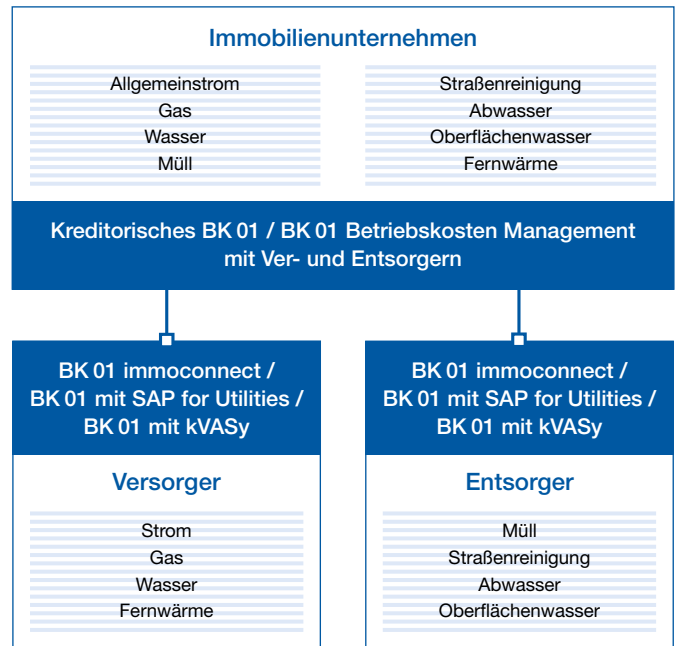 Immobilienunternehmen
Allgemeinstrom
Gas
Wasser
Müll
Straßenreinigung
Abwasser
Oberflächenwasser
Fernwärme
Kreditorisches BK 01 / BK 01 Betriebskosten Management
mit Ver- und Entsorgern
BK 01 immoconnect /
BK 01 mit SAP for Utilities /
BK 01 mit kVASy
Versorger
Strom
Gas
Wasser
Fernwärme
BK 01 immoconnect /
BK 01 mit SAP for Utilities /
BK 01 mit kVASy
Entsorger
Müll
Straßenreinigung
Abwasser
Oberflächenwasser